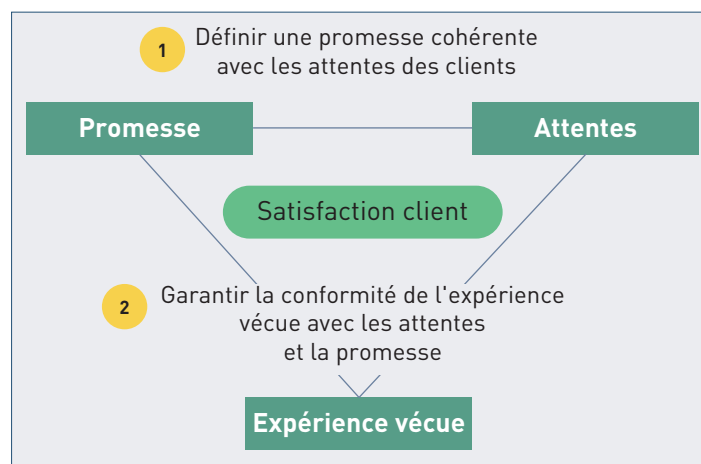 1
Définir une promesse cohérente
avec les attentes des clients
Promesse
Attentes
Satisfaction client
2
Garantir la conformité de l'expérience
vécue avec les attentes
et la promesse
Expérience vécue